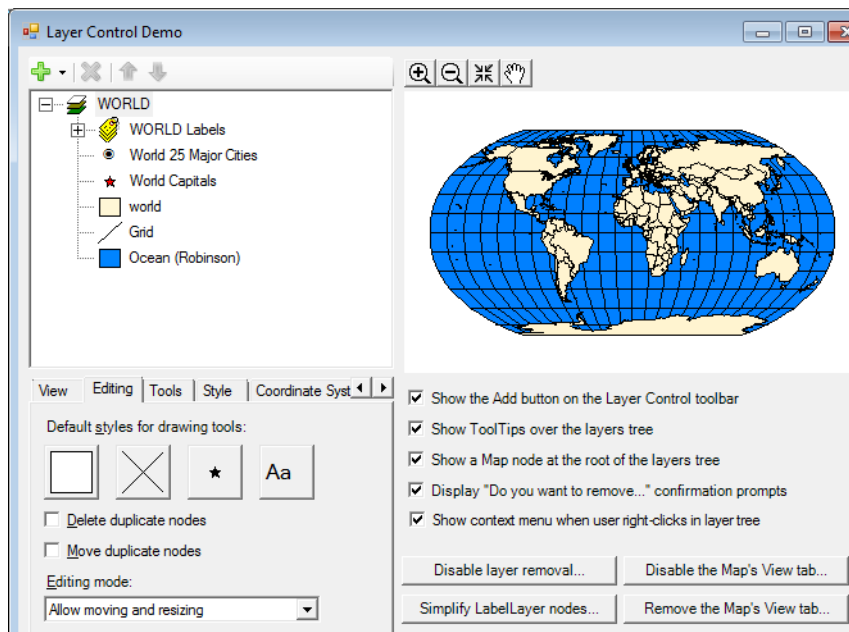 Layer Control Demo
WORLD
WORLD Labels
World 25 Major Cities
World Capitals
world
Grid
Ocean (Robinson)
View Editing Tools Style Coordinate Syst
Default styles for drawing tools:
Aa
Delete duplicate nodes
Move duplicate nodes
Editing mode:
Allow moving and resizing
Show the Add button on the Layer Control toolbar
Show ToolTips over the layers tree
Show a Map node at the root of the layers tree
Display "Do you want to remove..." confirmation prompts
Show context menu when user right-clicks in layer tree
Disable layer removal... Disable the Map's View tab...
Simplify LabelLayer nodes... Remove the Map's View tab...